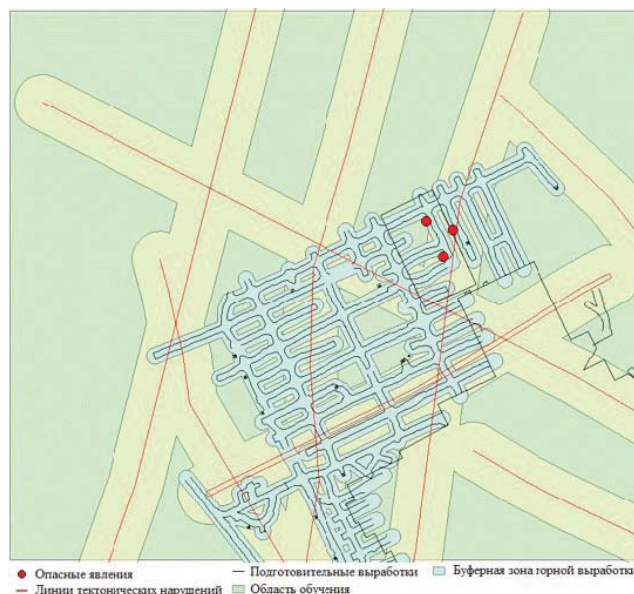 Опасные явления
Подготовительные выработки
Буферная зона горной выработки
Линии тектонических нарушений
Область обучения